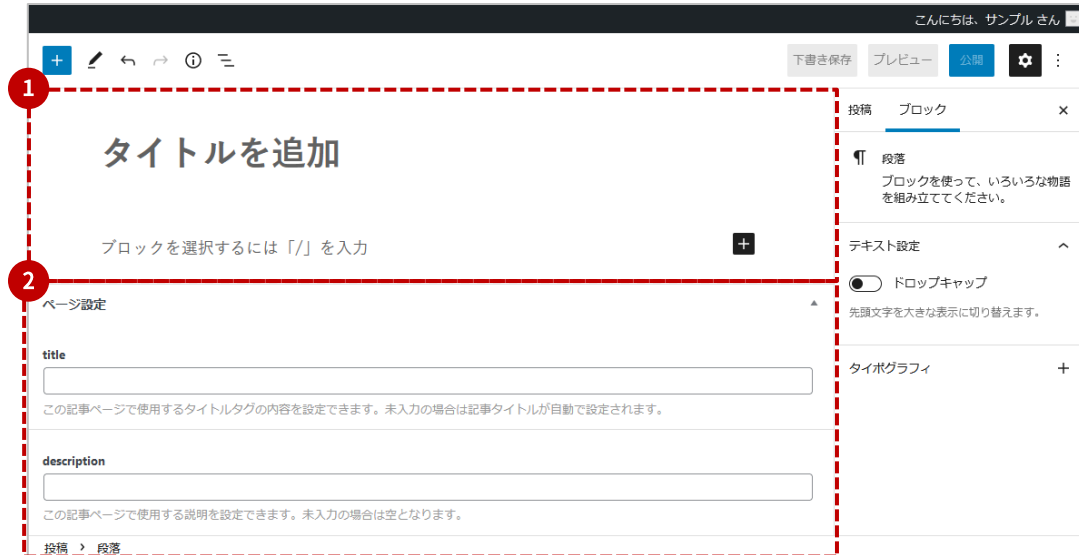 こんにちは、サンプル さん
下書き保存 プレビュー 公開
1
投稿 ブロック
タイトルを追加
段落
ブロックを使って、いろいろな物語
を組み立ててください。
ブロックを選択するには「/」を入力
テキスト設定
2
ドロップキャップ
ページ設定
先頭文字を大きな表示に切り替えます。
title
タイポグラフィ
この記事ページで使用するタイトルタグの内容を設定できます。未入力の場合は記事タイトルが自動で設定されます。
description
この記事ページで使用する説明を設定できます。未入力の場合は空となります。
投稿 › 段落